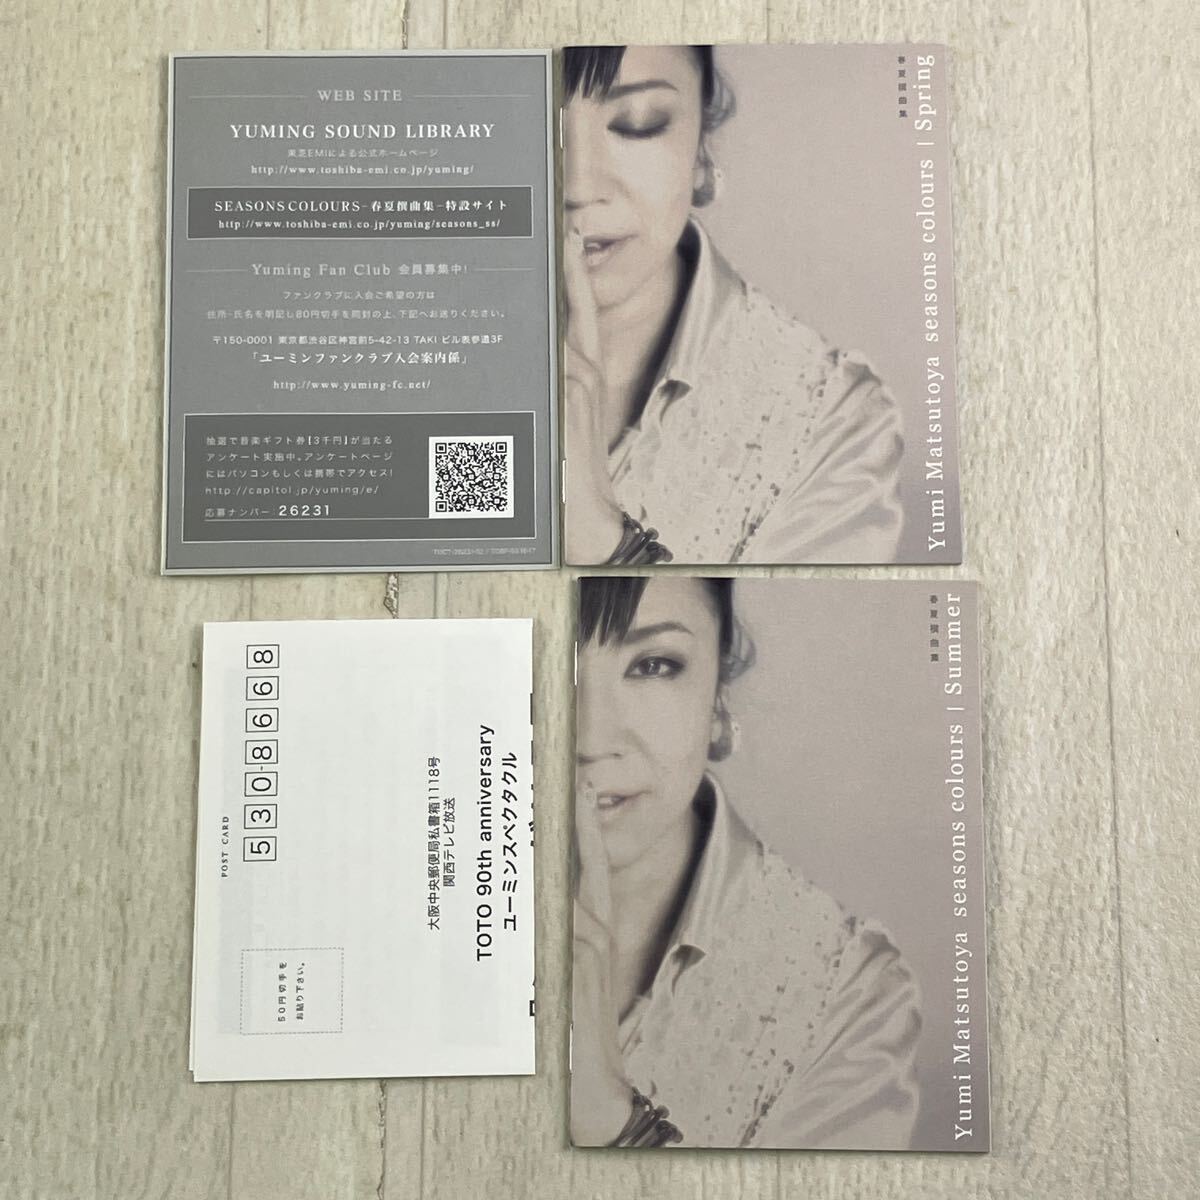 WEB SITE
YUMING SOUND LIBRARY
東芝EMIによる公式ホームページ
http://www.toshiba-emi.co.jp/yuming/
SEASONS COLOURS-春夏撰曲集-特設サイト
http://www.toshiba-emi.co.jp/yuming/seasons_ss/
Yuming Fan Club 会員募集中!
ファンクラブに入会ご希望の方は
住所・氏名を明記し80円切手を同封の上、下記へお送りください。
〒150-0001 東京都渋谷区神宮前5-42-13 TAKI ビル表参道3F
「ユーミンファンクラブ入会案内係」
http://www.yuming-fc.net/
抽選で音楽ギフト券[3千円]が当たる
アンケート実施中。アンケートページ
にはパソコンもしくは携帯でアクセス!
http://capitol.jp/yuming/e/
応募ナンバー:26231
春夏撰曲集
Yumi Matsutoya seasons colours | Spring
春夏撰曲集
Yumi Matsutoya seasons colours | Summer
POST CARD
530-8668
50円切手を
お貼り下さい。
大阪中央郵便局私書箱1118号
関西テレビ放送
TOTO 90th anniversary
ユーミンスペクタクル